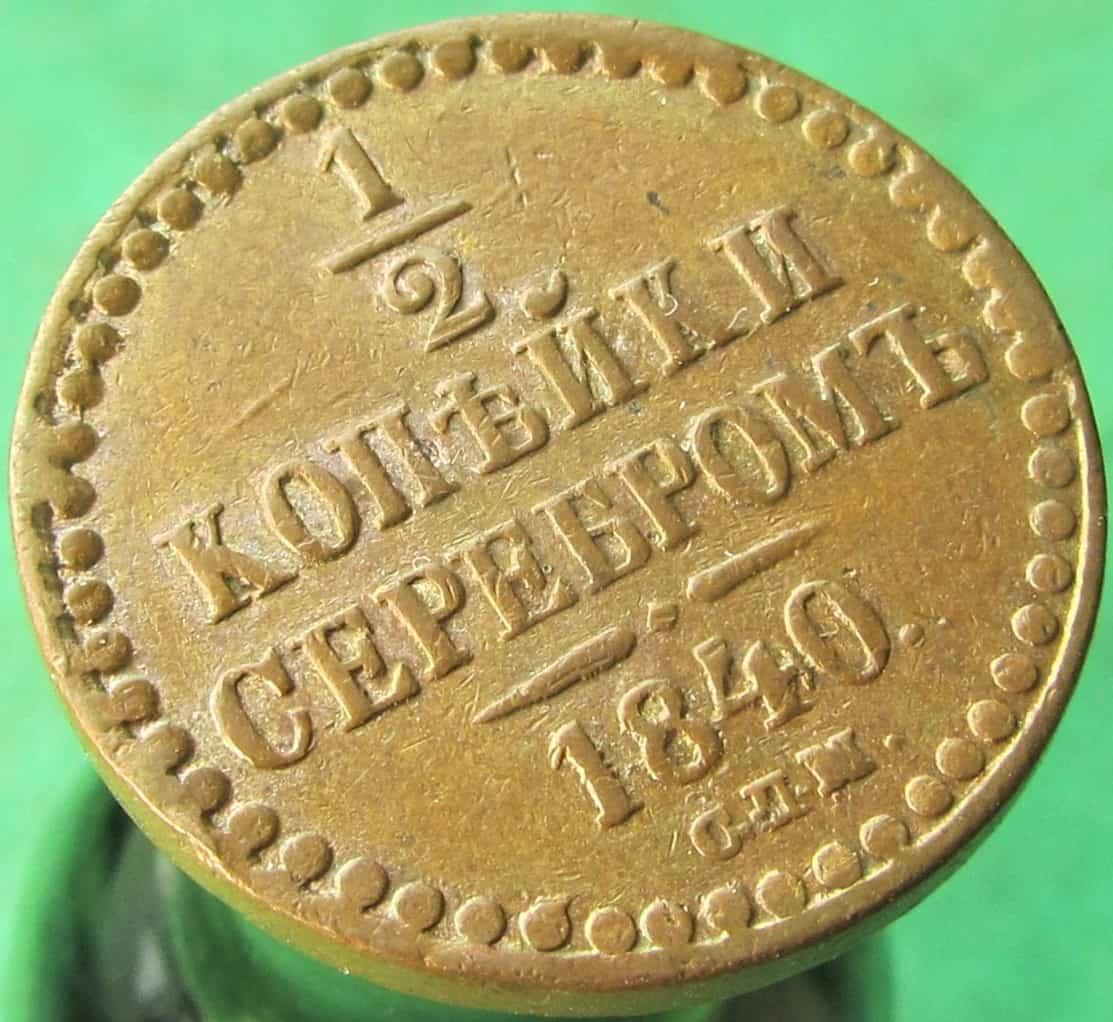 1/2
КОПѢЙКИ
СЕРЕБРОМЪ
1840.
С.П.М.